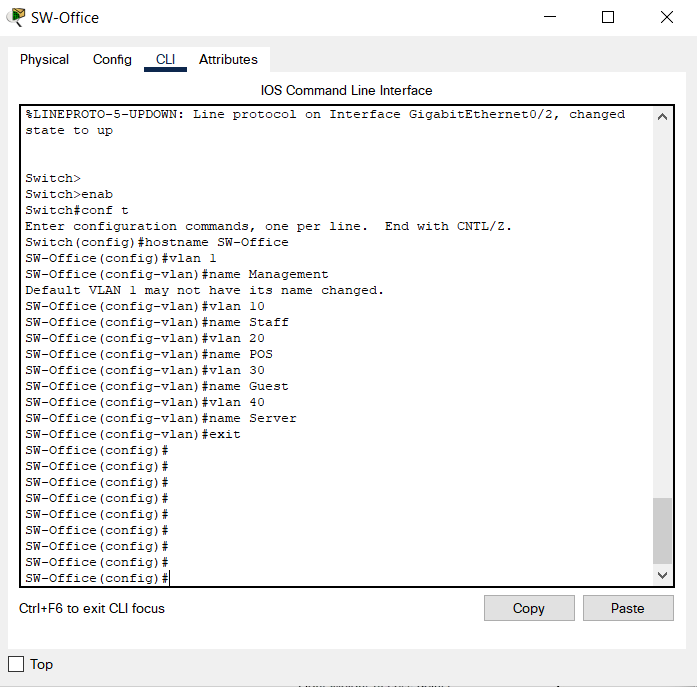 SW-Office
Physical Config CLI Attributes
IOS Command Line Interface
%LINEPROTO-5-UPDOWN: Line protocol on Interface GigabitEthernet0/2, changed
state to up
Switch>
Switch>enab
Switch#conf t
Enter configuration commands, one per line.  End with CNTL/Z.
Switch(config)#hostname SW-Office
SW-Office(config)#vlan 1
SW-Office(config-vlan)#name Management
Default VLAN 1 may not have its name changed.
SW-Office(config-vlan)#vlan 10
SW-Office(config-vlan)#name Staff
SW-Office(config-vlan)#vlan 20
SW-Office(config-vlan)#name POS
SW-Office(config-vlan)#vlan 30
SW-Office(config-vlan)#name Guest
SW-Office(config-vlan)#vlan 40
SW-Office(config-vlan)#name Server
SW-Office(config-vlan)#exit
SW-Office(config)#
SW-Office(config)#
SW-Office(config)#
SW-Office(config)#
SW-Office(config)#
SW-Office(config)#
SW-Office(config)#
SW-Office(config)#
SW-Office(config)#
Ctrl+F6 to exit CLI focus
Copy Paste
Top